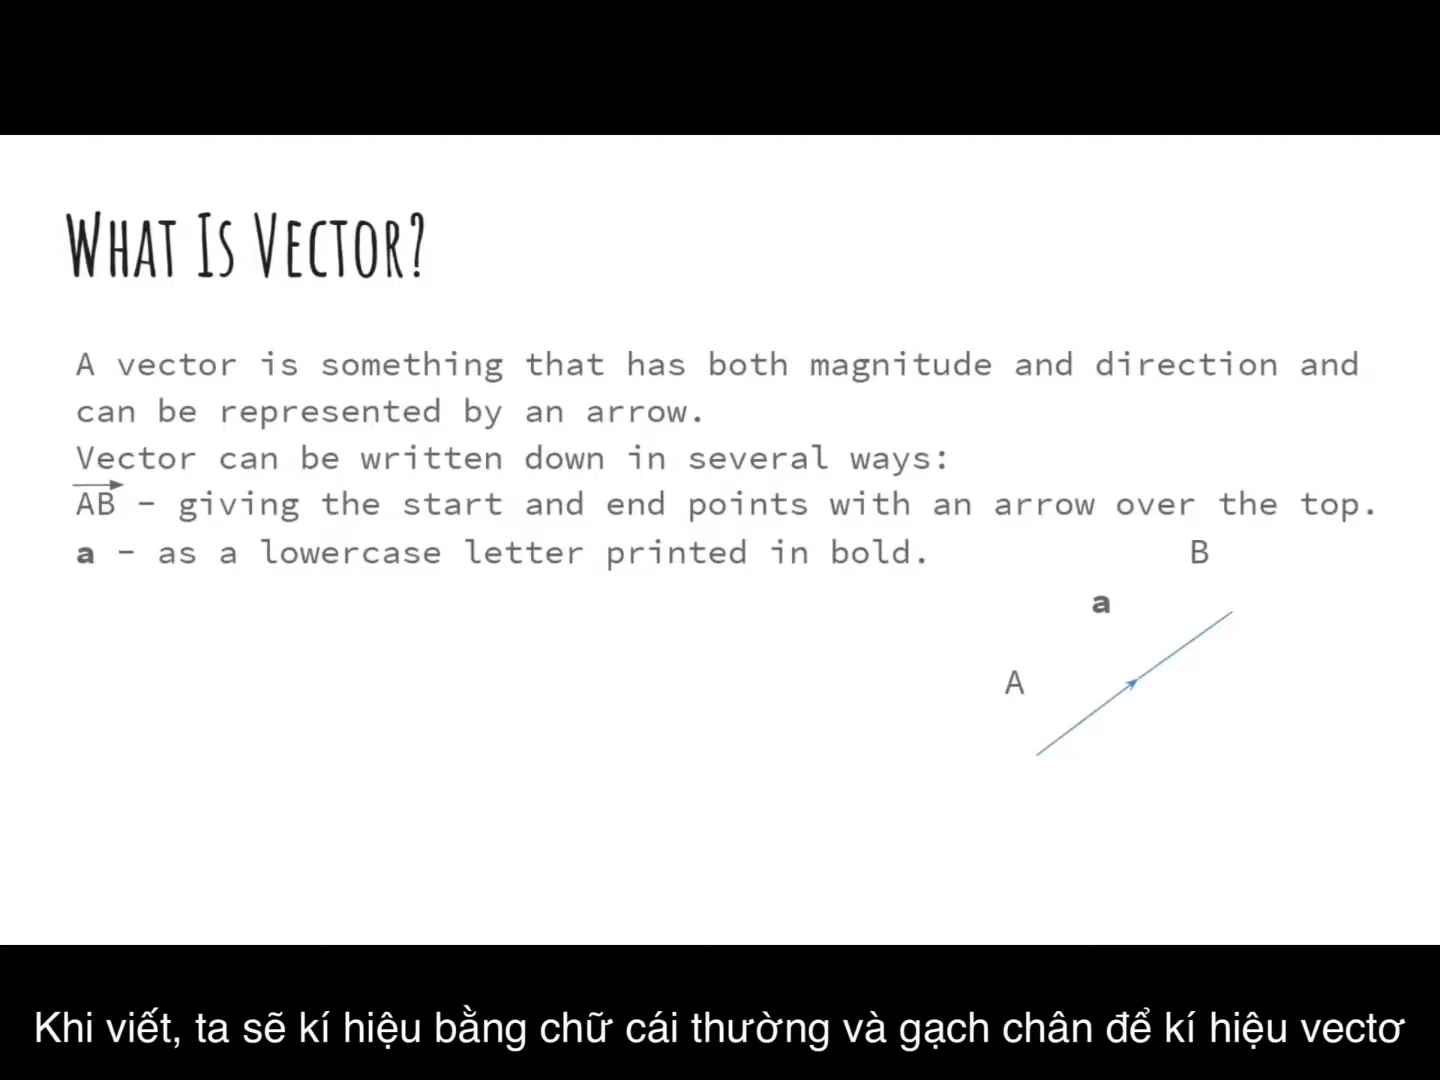 What Is Vector?
A vector is something that has both magnitude and direction and
can be represented by an arrow.
Vector can be written down in several ways:
AB - giving the start and end points with an arrow over the top.
a - as a lowercase letter printed in bold.
B
a
A
Khi viết, ta sẽ kí hiệu bằng chữ cái thường và gạch chân để kí hiệu vectơ